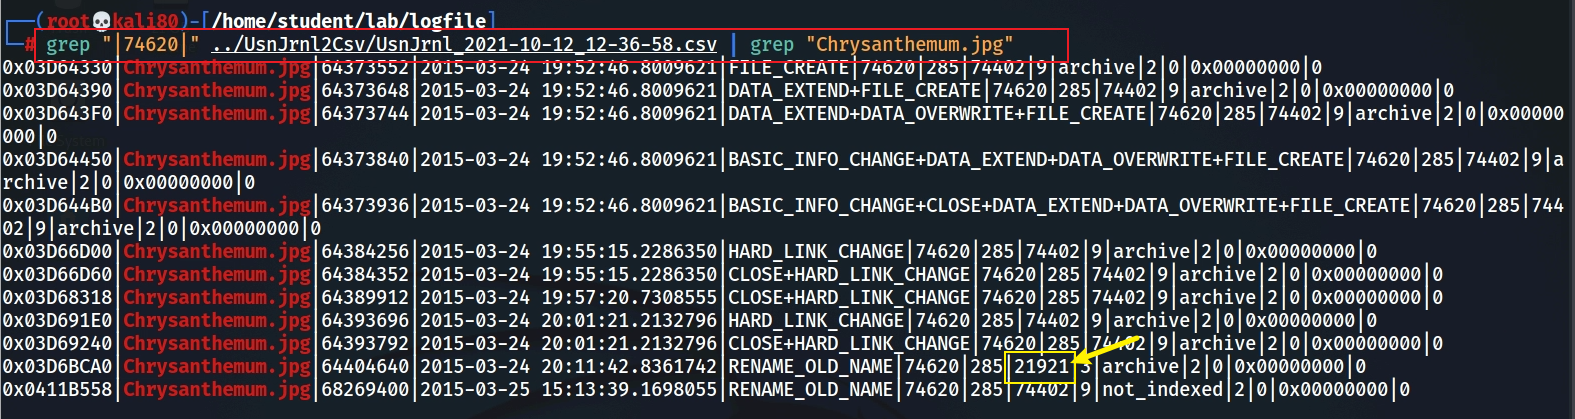 ┌──(root💀kali80)-[/home/student/lab/logfile]
└─# grep "|74620|" ../UsnJrnl2Csv/UsnJrnl_2021-10-12_12-36-58.csv | grep "Chrysanthemum.jpg"
0x03D64330|Chrysanthemum.jpg|64373552|2015-03-24 19:52:46.8009621|FILE_CREATE|74620|285|74402|9|archive|2|0|0x00000000|0
0x03D64390|Chrysanthemum.jpg|64373648|2015-03-24 19:52:46.8009621|DATA_EXTEND+FILE_CREATE|74620|285|74402|9|archive|2|0|0x00000000|0
0x03D643F0|Chrysanthemum.jpg|64373744|2015-03-24 19:52:46.8009621|DATA_EXTEND+DATA_OVERWRITE+FILE_CREATE|74620|285|74402|9|archive|2|0|0x00000
000|0
0x03D64450|Chrysanthemum.jpg|64373840|2015-03-24 19:52:46.8009621|BASIC_INFO_CHANGE+DATA_EXTEND+DATA_OVERWRITE+FILE_CREATE|74620|285|74402|9|a
rchive|2|0|0x00000000|0
0x03D644B0|Chrysanthemum.jpg|64373936|2015-03-24 19:52:46.8009621|BASIC_INFO_CHANGE+CLOSE+DATA_EXTEND+DATA_OVERWRITE+FILE_CREATE|74620|285|744
02|9|archive|2|0|0x00000000|0
0x03D66D00|Chrysanthemum.jpg|64384256|2015-03-24 19:55:15.2286350|HARD_LINK_CHANGE|74620|285|74402|9|archive|2|0|0x00000000|0
0x03D66D60|Chrysanthemum.jpg|64384352|2015-03-24 19:55:15.2286350|CLOSE+HARD_LINK_CHANGE|74620|285|74402|9|archive|2|0|0x00000000|0
0x03D68318|Chrysanthemum.jpg|64389912|2015-03-24 19:57:20.7308555|CLOSE+HARD_LINK_CHANGE|74620|285|74402|9|archive|2|0|0x00000000|0
0x03D691E0|Chrysanthemum.jpg|64393696|2015-03-24 20:01:21.2132796|HARD_LINK_CHANGE|74620|285|74402|9|archive|2|0|0x00000000|0
0x03D69240|Chrysanthemum.jpg|64393792|2015-03-24 20:01:21.2132796|CLOSE+HARD_LINK_CHANGE|74620|285|74402|9|archive|2|0|0x00000000|0
0x03D6BCA0|Chrysanthemum.jpg|64404640|2015-03-24 20:11:42.8361742|RENAME_OLD_NAME|74620|285|21921|3|archive|2|0|0x00000000|0
0x0411B558|Chrysanthemum.jpg|68269400|2015-03-25 15:13:39.1698055|RENAME_OLD_NAME|74620|285|74402|9|not_indexed|2|0|0x00000000|0